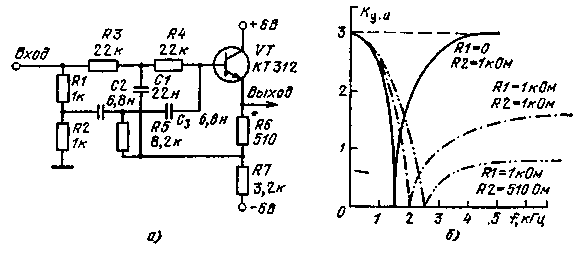 +6В
R3
22к
R4
22к
VT
КТ312
Вход
R1
1к
C2
6,8н
C1
22н
C3
6,8н
Выход
R2
1к
R5
8,2к
R6
510
R7
3,2к
-6В
а)
Kу.и
3
2
1
0
1 2 3 4 5 f,кГц
R1=0
R2=1кОм
R1=1кОм
R2=1кОм
R1=1кОм
R2=510 Ом
б)